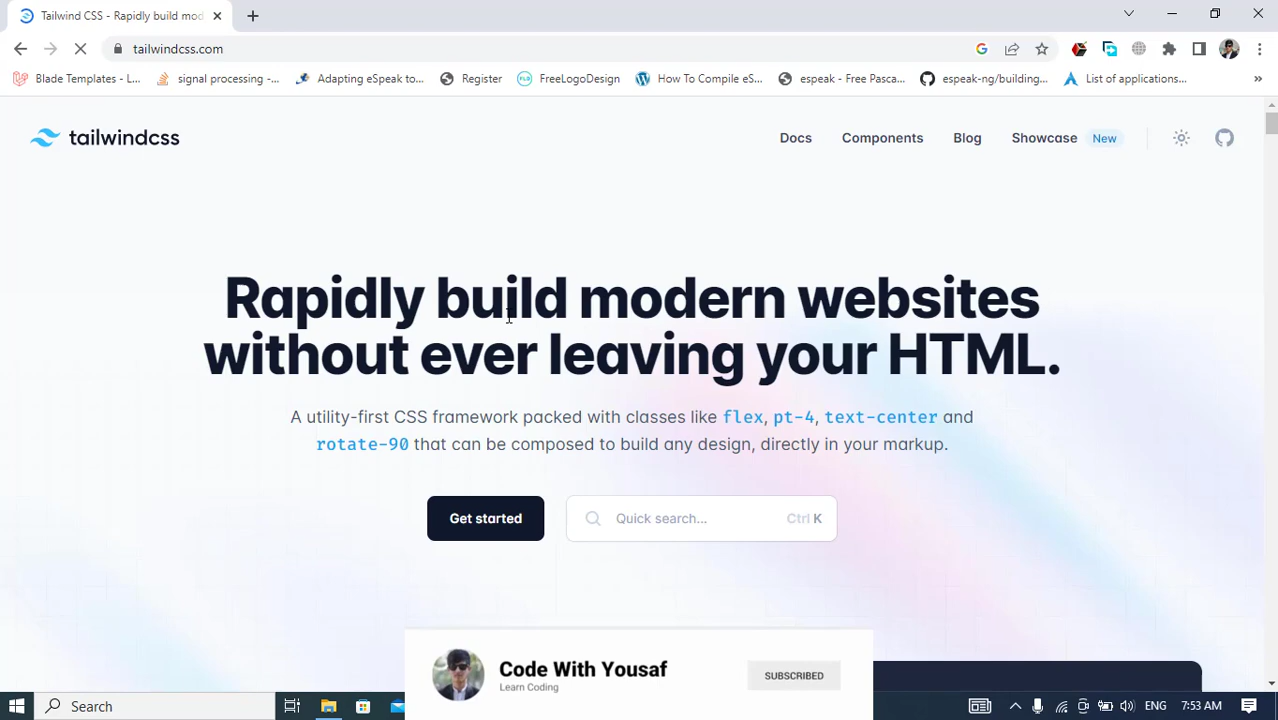 Tailwind CSS - Rapidly build mod
tailwindcss.com
Blade Templates - L...
signal processing -...
Adapting eSpeak to...
Register
FreeLogoDesign
How To Compile eS...
espeak - Free Pasca...
espeak-ng/building...
List of applications...
tailwindcss
Docs
Components
Blog
Showcase
New
Rapidly build modern websites
without ever leaving your HTML.
A utility-first CSS framework packed with classes like flex, pt-4, text-center and
rotate-90 that can be composed to build any design, directly in your markup.
Get started
Quick search...
Ctrl K
Code With Yousaf
Learn Coding
SUBSCRIBED
Search
ENG
7:53 AM